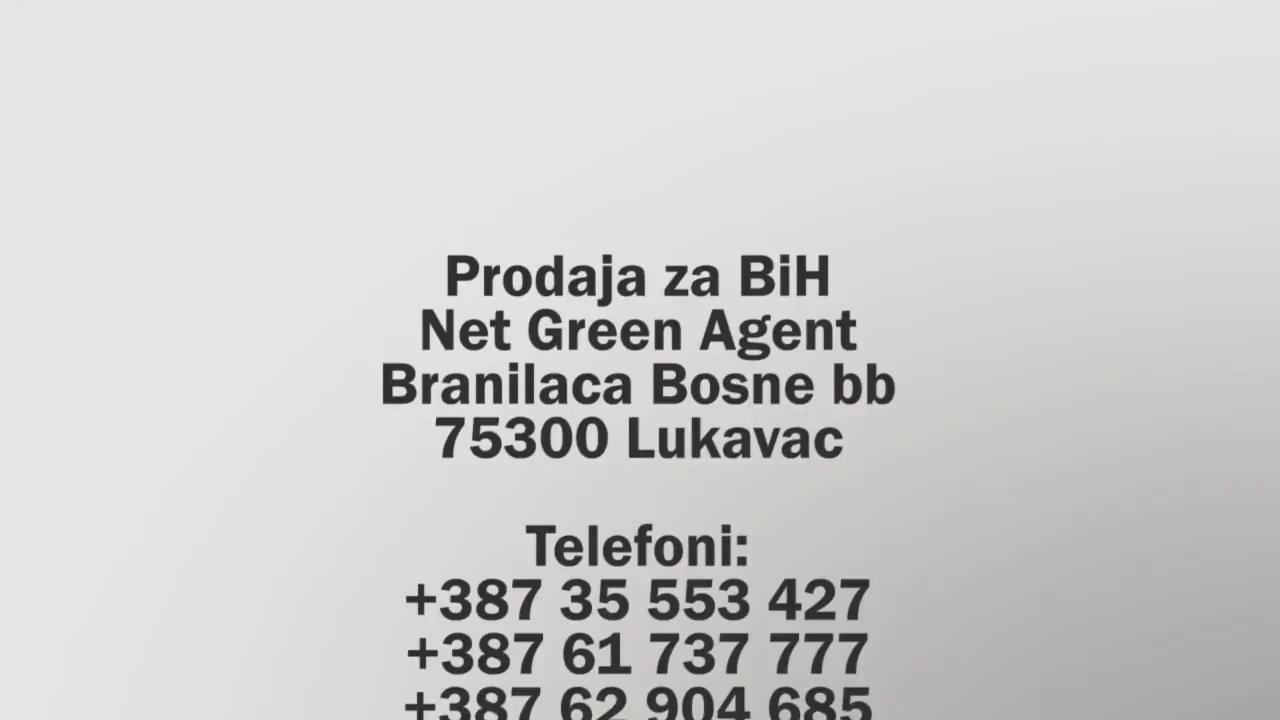 Prodaja za BiH
Net Green Agent
Branilaca Bosne bb
75300 Lukavac
Telefoni:
+387 35 553 427
+387 61 737 777
+387 62 904 685